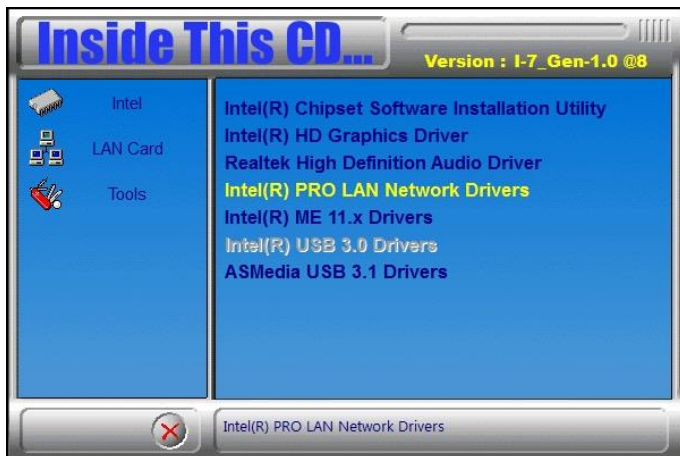 Inside This CD...
Version : I-7_Gen-1.0 @8
Intel
LAN Card
Tools
Intel(R) Chipset Software Installation Utility
Intel(R) HD Graphics Driver
Realtek High Definition Audio Driver
Intel(R) PRO LAN Network Drivers
Intel(R) ME 11.x Drivers
Intel(R) USB 3.0 Drivers
ASMedia USB 3.1 Drivers
Intel(R) PRO LAN Network Drivers